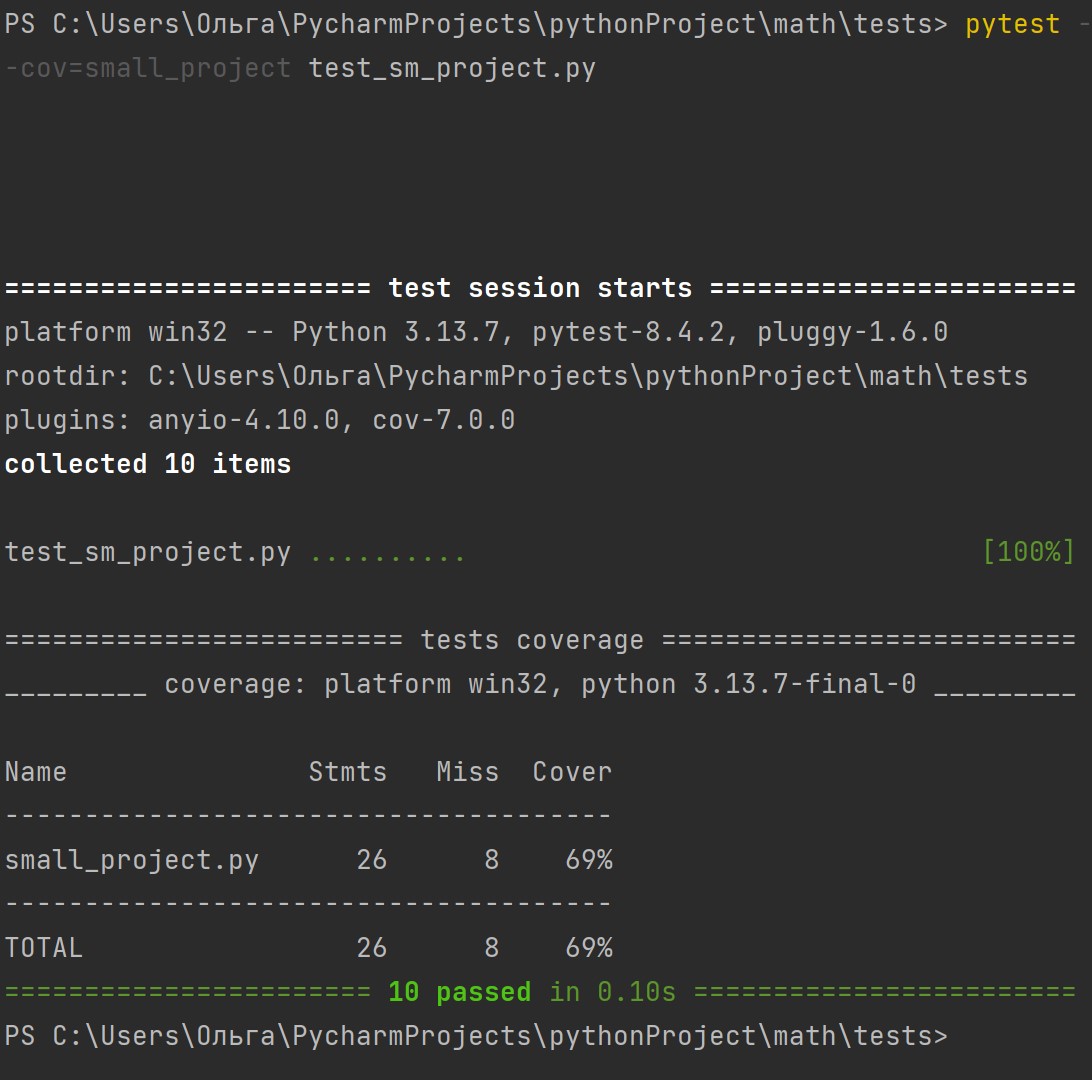 PS C:\Users\Ольга\PycharmProjects\pythonProject\math\tests> pytest -
-cov=small_project test_sm_project.py
======================= test session starts =======================
platform win32 -- Python 3.13.7, pytest-8.4.2, pluggy-1.6.0
rootdir: C:\Users\Ольга\PycharmProjects\pythonProject\math\tests
plugins: anyio-4.10.0, cov-7.0.0
collected 10 items
test_sm_project.py ..........                                [100%]
========================= tests coverage ==========================
_________ coverage: platform win32, python 3.13.7-final-0 _________
Name               Stmts   Miss  Cover
--------------------------------------
small_project.py      26      8    69%
--------------------------------------
TOTAL                 26      8    69%
======================= 10 passed in 0.10s ========================
PS C:\Users\Ольга\PycharmProjects\pythonProject\math\tests>